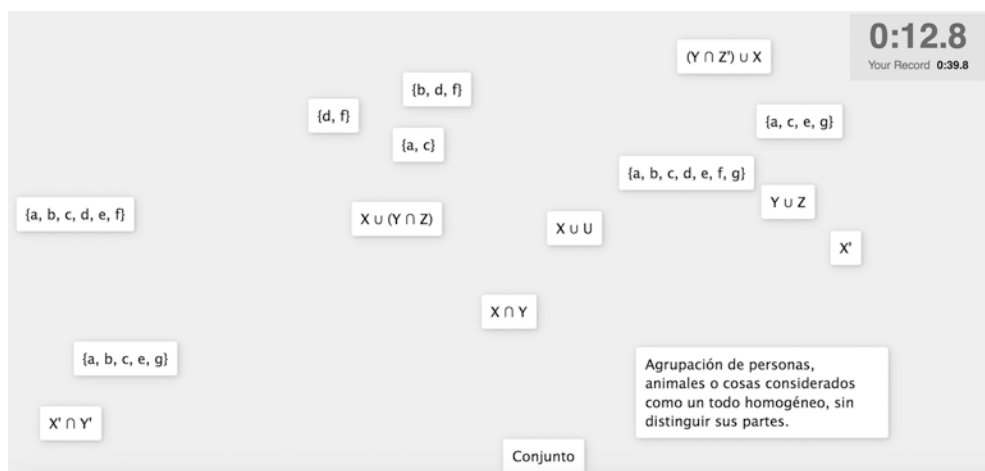 0:12.8
Your Record 0:39.8
(Y ∩ Z') ∪ X
{b, d, f}
{d, f}
{a, c, e, g}
{a, c}
{a, b, c, d, e, f, g}
Y ∪ Z
{a, b, c, d, e, f}
X ∪ (Y ∩ Z)
X ∪ U
X'
X ∩ Y
{a, b, c, e, g}
Agrupación de personas,
animales o cosas considerados
como un todo homogéneo, sin
distinguir sus partes.
X' ∩ Y'
Conjunto